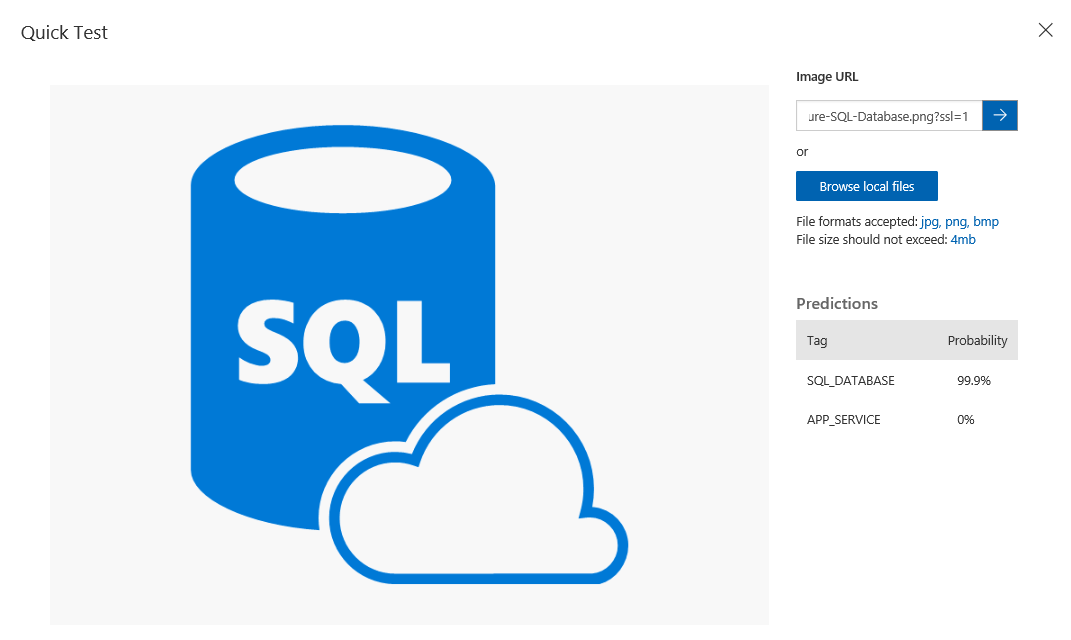 Quick Test
Image URL
ure-SQL-Database.png?ssl=1
or
Browse local files
File formats accepted: jpg, png, bmp
File size should not exceed: 4mb
SQL
Predictions
Tag Probability
SQL_DATABASE 99.9%
APP_SERVICE 0%